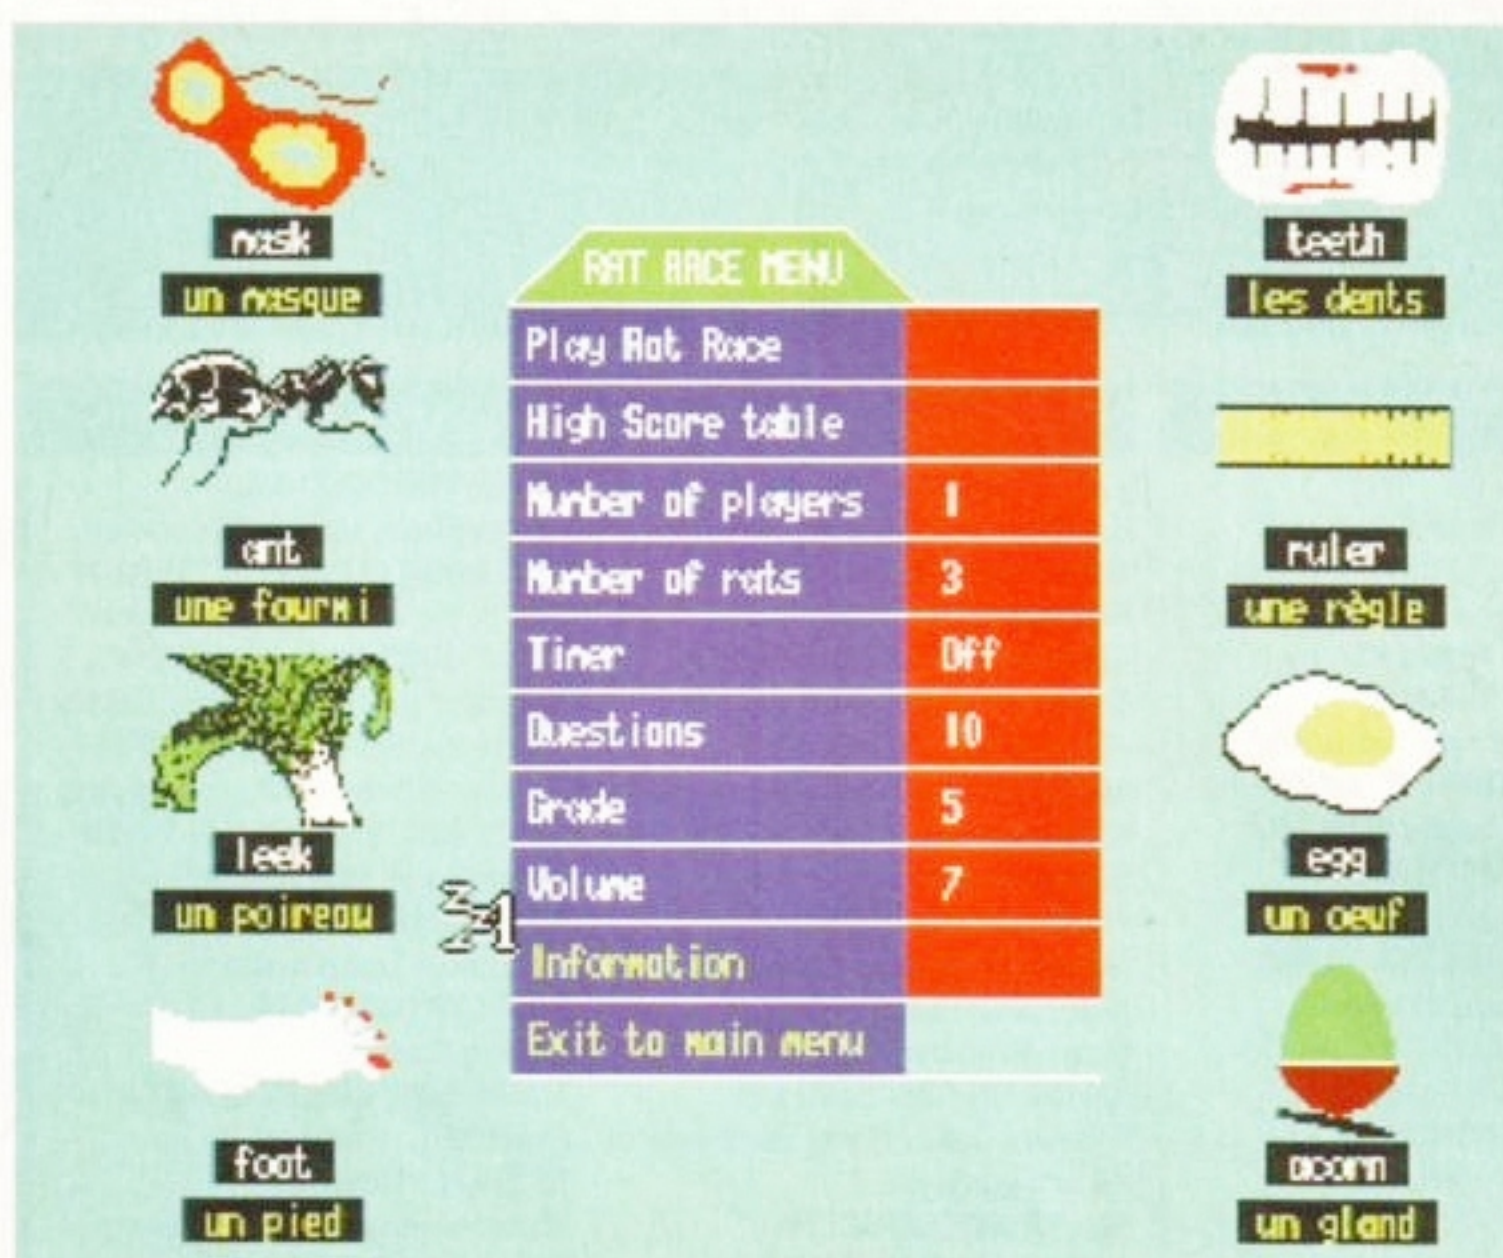 mask
un masque
ant
une fourmi
leek
un poireau
foot
un pied
RAT RACE MENU
Play Rat Race
High Score table
Number of players 1
Number of rats 3
Timer Off
Questions 10
Grade 5
Volume 7
Information
Exit to main menu
teeth
les dents
ruler
une règle
egg
un oeuf
acorn
un gland